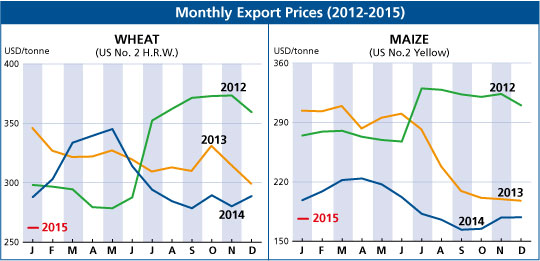 Monthly Export Prices (2012-2015)
WHEAT
(US No. 2 H.R.W.)
USD/tonne
400
350
300
250
2012
2013
2014
2015
J F M A M J J A S O N D
MAIZE
(US No.2 Yellow)
USD/tonne
360
290
220
150
2012
2013
2014
2015
J F M A M J J A S O N D